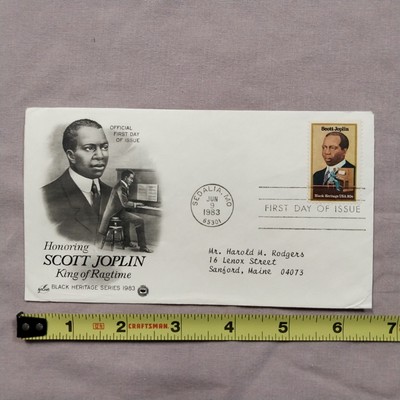 OFFICIAL
FIRST DAY
OF ISSUE
Scott Joplin
Black Heritage USA 20c
SEDALIA, MO
JUN
9
1983
65301
FIRST DAY OF ISSUE
Honoring
SCOTT JOPLIN
King of Ragtime
BLACK HERITAGE SERIES 1983
Mr. Harold M. Rodgers
16 Lenox Street
Sanford, Maine 04073
1 2 CRAFTSMAN 3 4 5 6 7